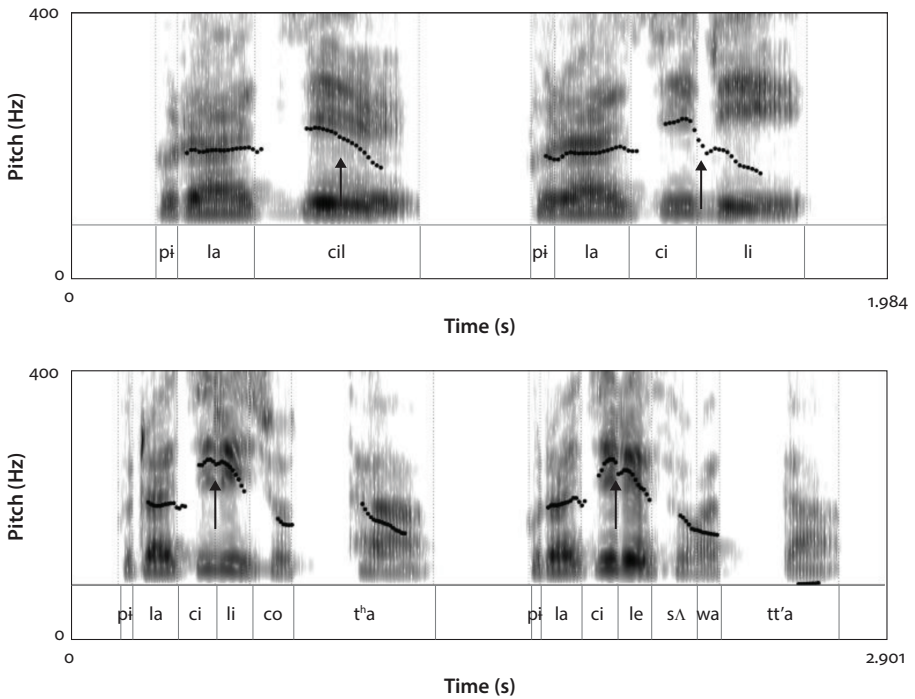 400
Pitch (Hz)
pɨ la cil pɨ la ci li
0
0 1.984
Time (s)
400
Pitch (Hz)
pɨ la ci li co tʰa pɨ la ci le sʌ wa tt'a
0
0 2.901
Time (s)